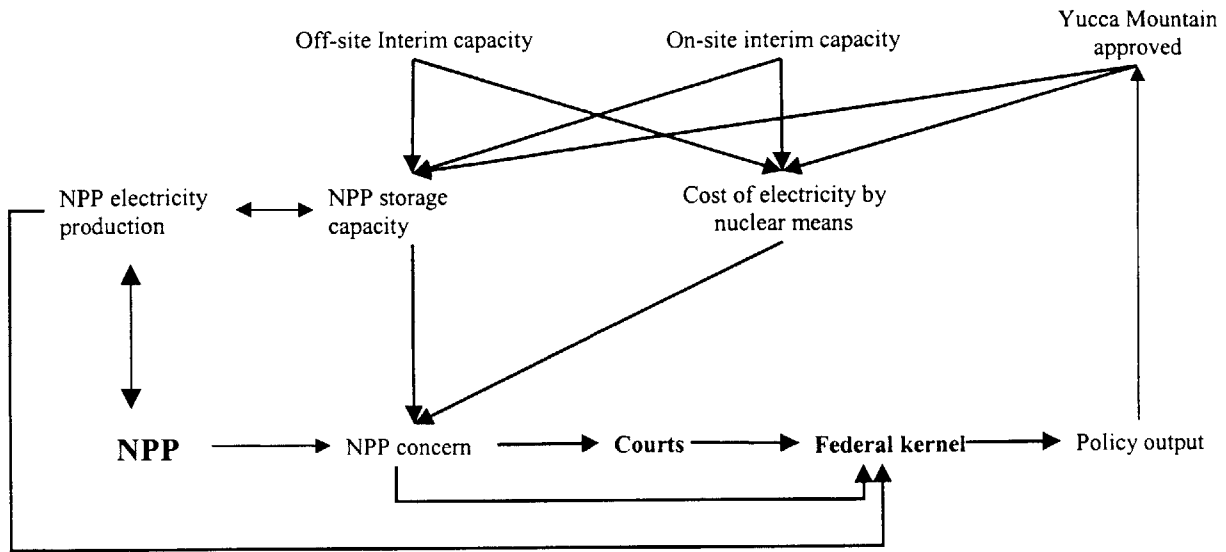 Yucca Mountain
approved
Off-site Interim capacity
On-site interim capacity
NPP electricity
production
NPP storage
capacity
Cost of electricity by
nuclear means
NPP
NPP concern
Courts
Federal kernel
Policy output